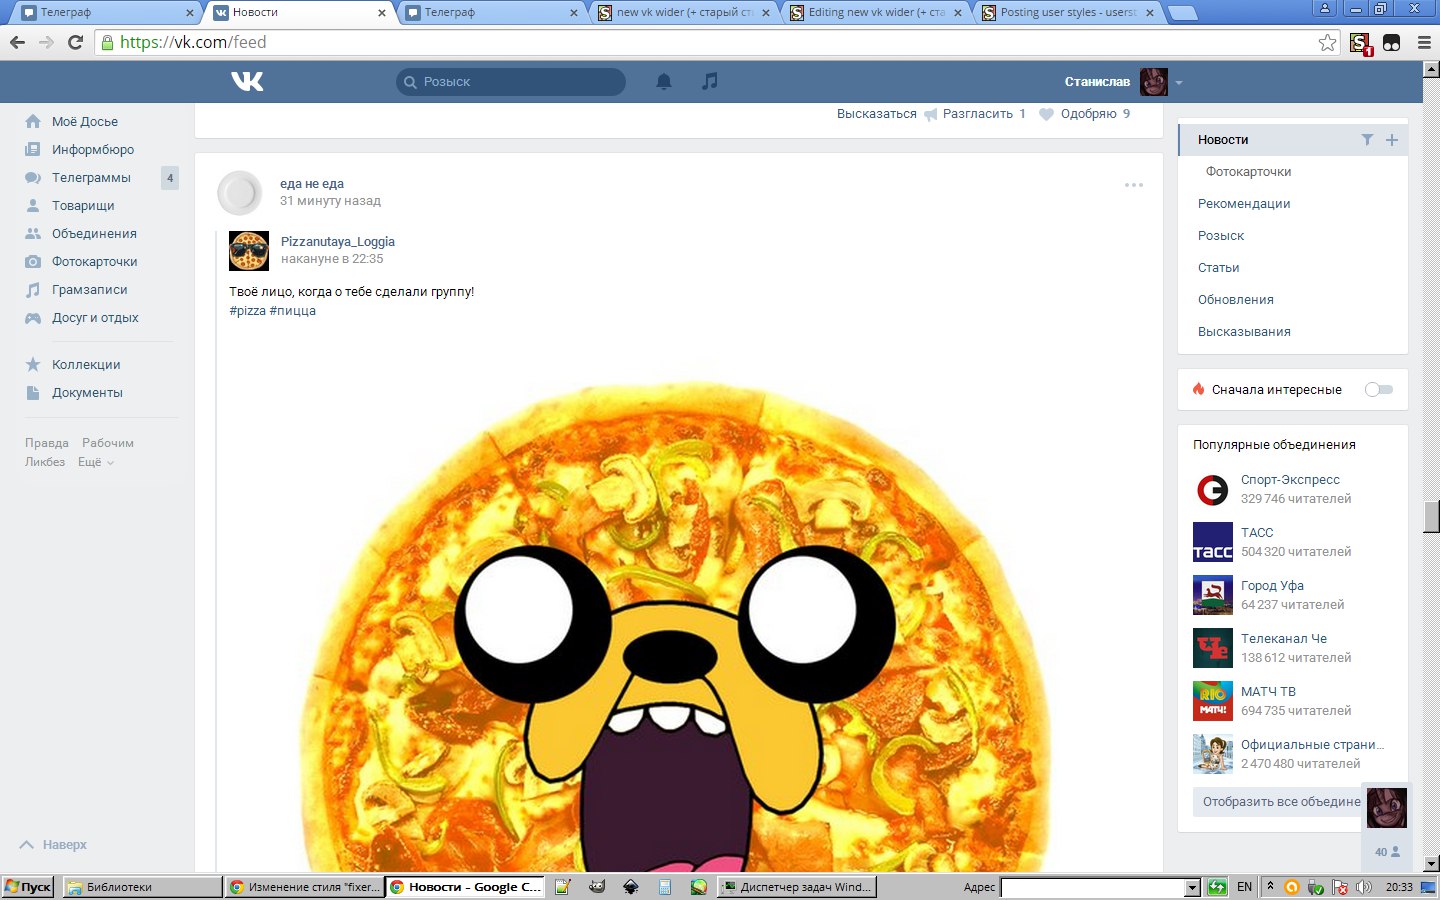 Телеграф
Новости
Телеграф
new vk wider (+ старый ст
Editing new vk wider (+ ста
Posting user styles - userst
https://vk.com/feed
1
Розыск
Станислав
Моё Досье
Информбюро
Телеграммы 4
Товарищи
Объединения
Фотокарточки
Грамзаписи
Досуг и отдых
Коллекции
Документы
Правда Рабочим
Ликбез Ещё
Наверх
Высказаться Разгласить 1 Одобряю 9
еда не еда
31 минуту назад
Pizzanutaya_Loggia
накануне в 22:35
Твоё лицо, когда о тебе сделали группу!
#pizza #пицца
Новости
Фотокарточки
Рекомендации
Розыск
Статьи
Обновления
Высказывания
Сначала интересные
Популярные объединения
Спорт-Экспресс
329 746 читателей
ТАСС
ТАСС
504 320 читателей
Город Уфа
64 237 читателей
Че
Телеканал Че
138 612 читателей
RIO
МАТЧ!
МАТЧ ТВ
694 735 читателей
Официальные страни...
2 470 480 читателей
Отобразить все объедине
40
Пуск
Библиотеки
Изменение стиля "fixer...
Новости - Google C...
Диспетчер задач Wind...
Адрес
EN
20:33